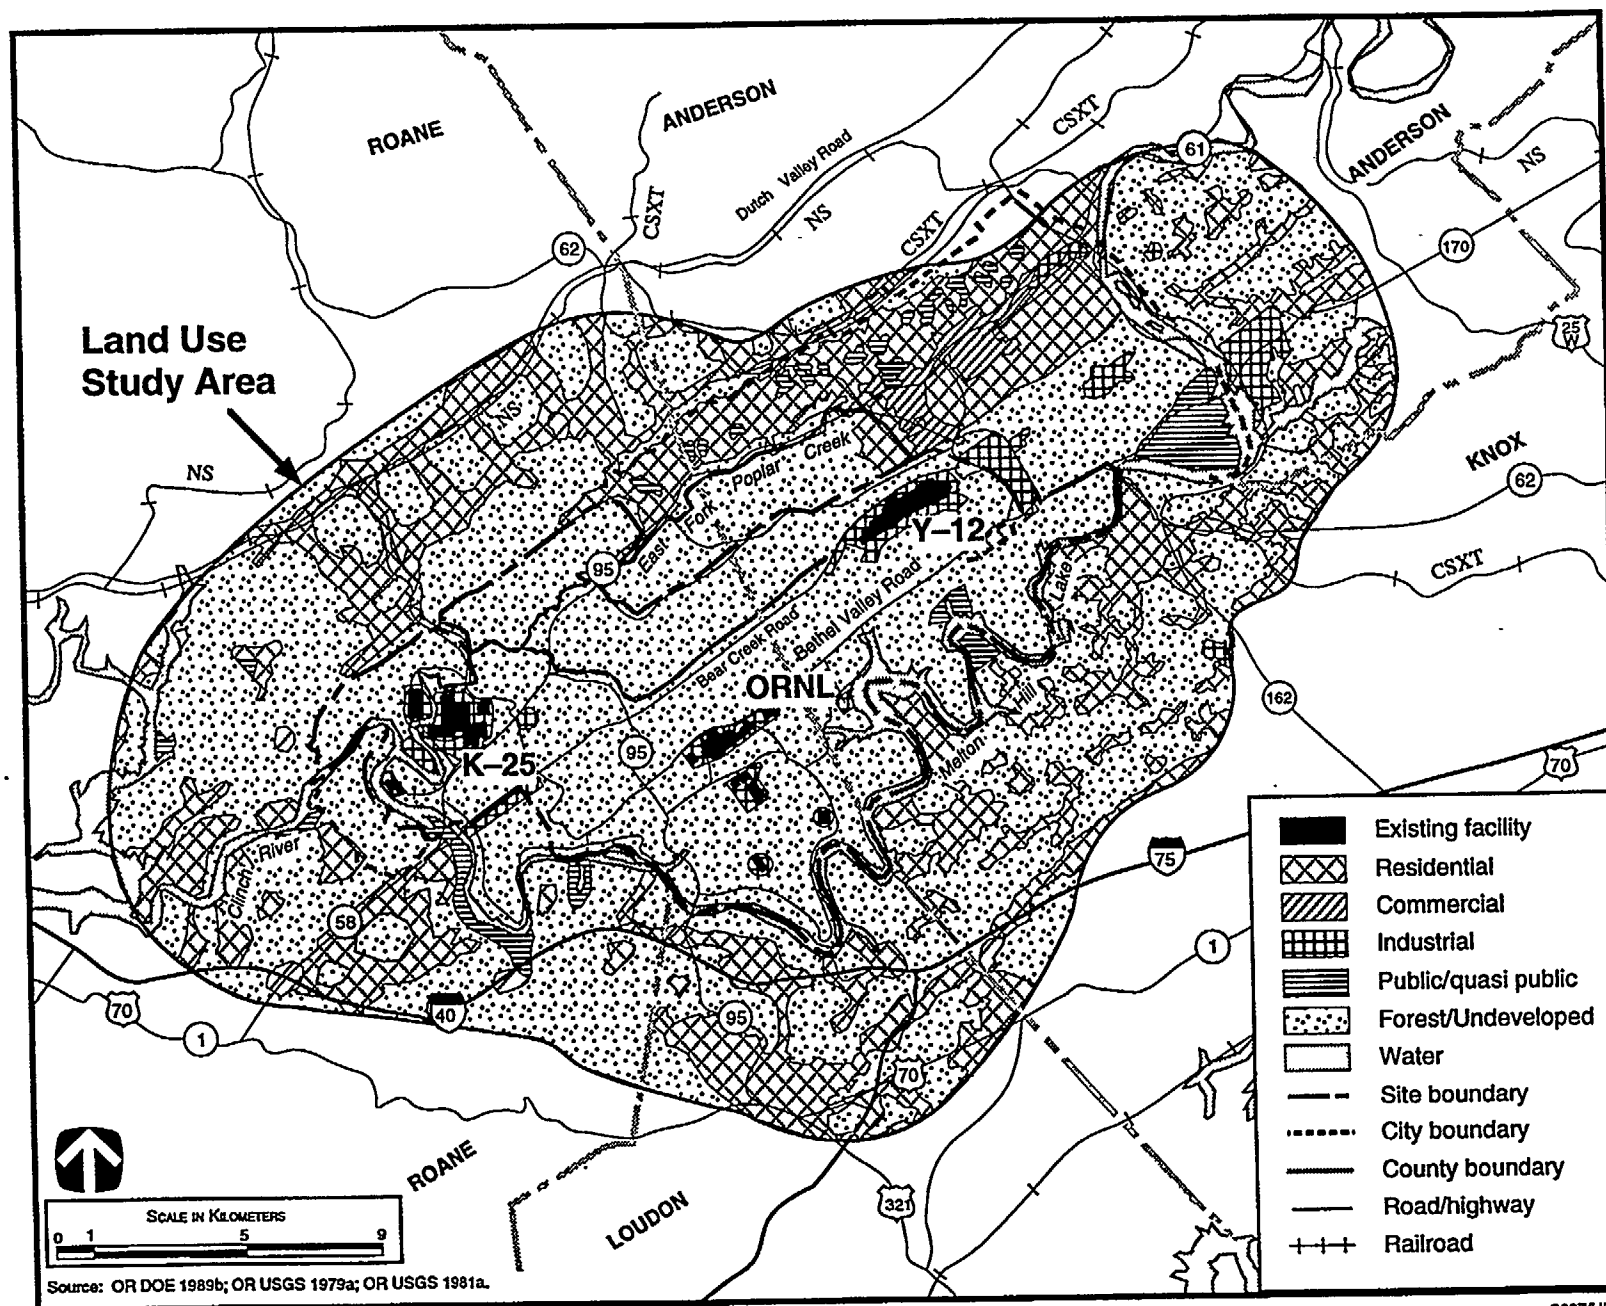 ROANE
ANDERSON
CSXT
61
ANDERSON
NS
Dutch Valley Road
NS
CSXT
CSXT
62
170
Land Use
Study Area
25
W
NS
NS
KNOX
62
East Fork Poplar Creek
Y-12
95
CSXT
Lake
Bethel Valley Road
Bear Creek Road
ORNL
Hill
162
95
K-25
Melton
70
Clinch River
75
58
1
70
40
95
1
70
ROANE
LOUDON
321
Existing facility
Residential
Commercial
Industrial
Public/quasi public
Forest/Undeveloped
Water
Site boundary
City boundary
County boundary
Road/highway
Railroad
SCALE IN KILOMETERS
0 1 5 9
Source: OR DOE 1989b; OR USGS 1979a; OR USGS 1981a.